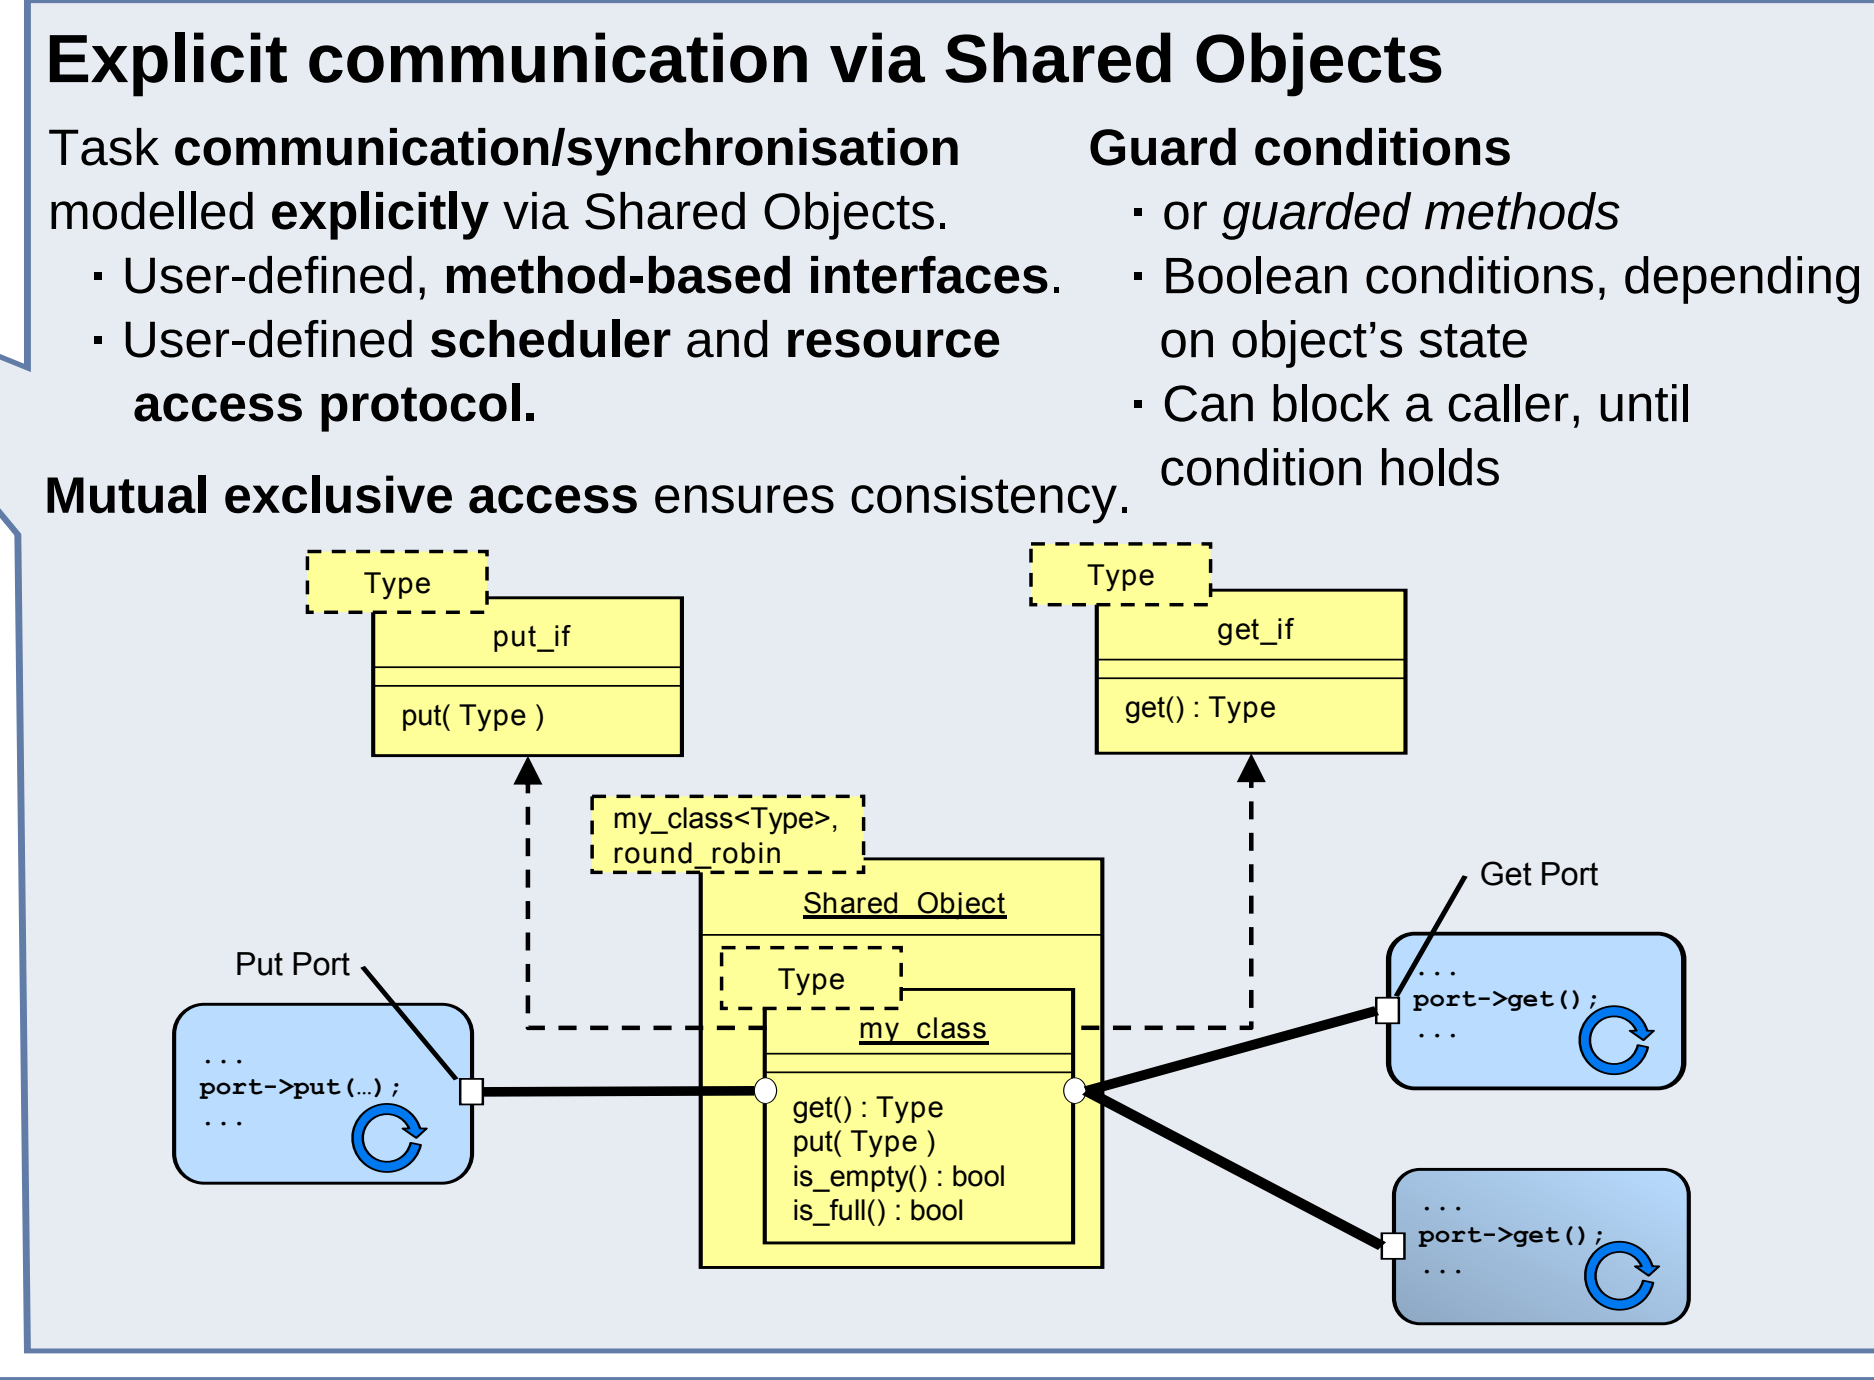 Explicit communication via Shared Objects
Task communication/synchronisation
modelled explicitly via Shared Objects.
▪ User-defined, method-based interfaces.
▪ User-defined scheduler and resource
access protocol.
Mutual exclusive access ensures consistency.
Guard conditions
▪ or guarded methods
▪ Boolean conditions, depending
on object's state
▪ Can block a caller, until
condition holds
Type
put_if
put( Type )
Type
get_if
get() : Type
my_class<Type>,
round_robin
Shared_Object
Type
my_class
get() : Type
put( Type )
is_empty() : bool
is_full() : bool
Put Port
...
port->put(…);
...
Get Port
...
port->get();
...
...
port->get();
...